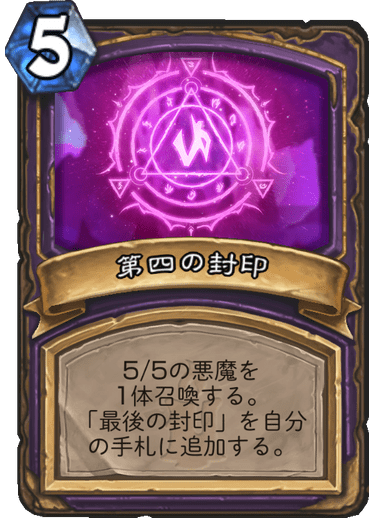 5
第四の封印
5/5の悪魔を
1体召喚する。
「最後の封印」を自分
の手札に追加する。